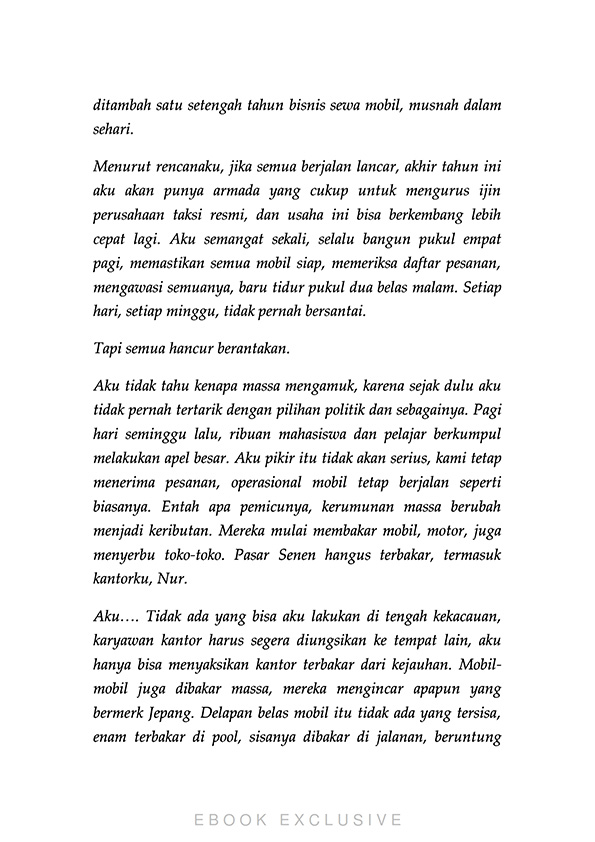 ditambah satu setengah tahun bisnis sewa mobil, musnah dalam
sehari.
Menurut rencanaku, jika semua berjalan lancar, akhir tahun ini
aku akan punya armada yang cukup untuk mengurus ijin
perusahaan taksi resmi, dan usaha ini bisa berkembang lebih
cepat lagi. Aku semangat sekali, selalu bangun pukul empat
pagi, memastikan semua mobil siap, memeriksa daftar pesanan,
mengawasi semuanya, baru tidur pukul dua belas malam. Setiap
hari, setiap minggu, tidak pernah bersantai.
Tapi semua hancur berantakan.
Aku tidak tahu kenapa massa mengamuk, karena sejak dulu aku
tidak pernah tertarik dengan pilihan politik dan sebagainya. Pagi
hari seminggu lalu, ribuan mahasiswa dan pelajar berkumpul
melakukan apel besar. Aku pikir itu tidak akan serius, kami tetap
menerima pesanan, operasional mobil tetap berjalan seperti
biasanya. Entah apa pemicunya, kerumunan massa berubah
menjadi keributan. Mereka mulai membakar mobil, motor, juga
menyerbu toko-toko. Pasar Senen hangus terbakar, termasuk
kantorku, Nur.
Aku…. Tidak ada yang bisa aku lakukan di tengah kekacauan,
karyawan kantor harus segera diungsikan ke tempat lain, aku
hanya bisa menyaksikan kantor terbakar dari kejauhan. Mobil-
mobil juga dibakar massa, mereka mengincar apapun yang
bermerk Jepang. Delapan belas mobil itu tidak ada yang tersisa,
enam terbakar di pool, sisanya dibakar di jalanan, beruntung
EBOOK EXCLUSIVE